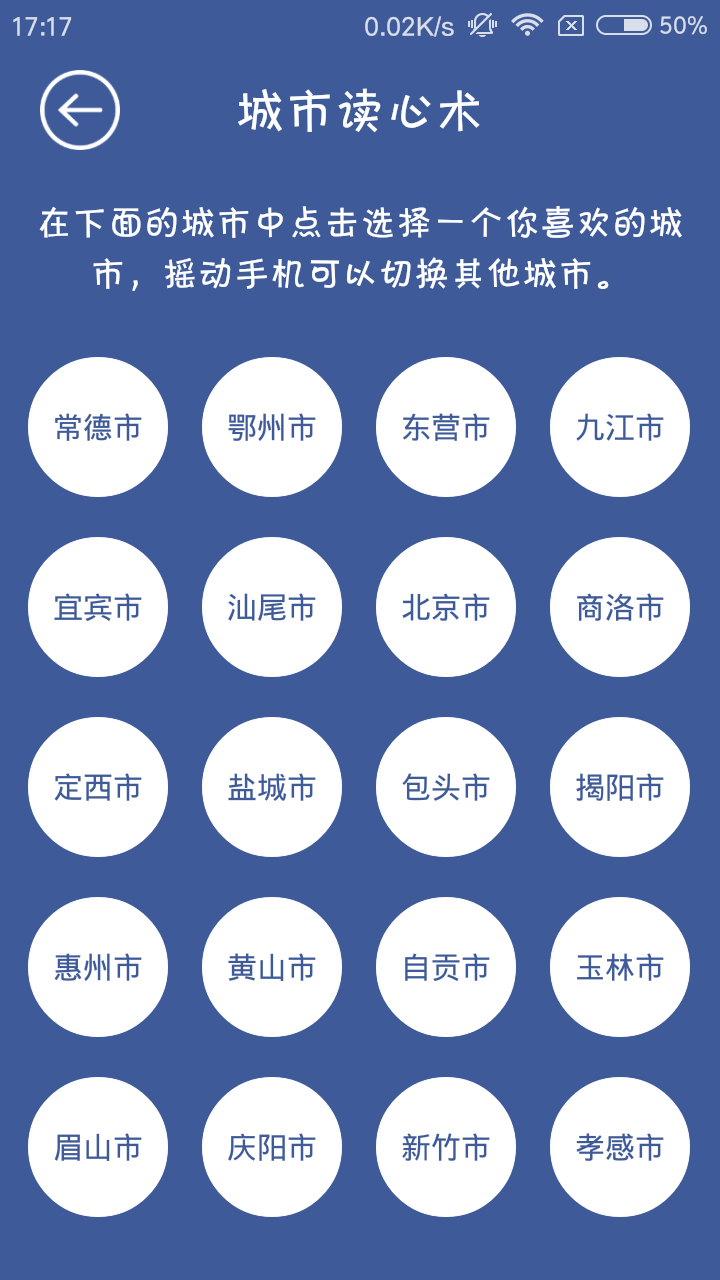 17:17 0.02K/s 50%
城市读心术
在下面的城市中点击选择一个你喜欢的城
市，摇动手机可以切换其他城市。
常德市 鄂州市 东营市 九江市
宜宾市 汕尾市 北京市 商洛市
定西市 盐城市 包头市 揭阳市
惠州市 黄山市 自贡市 玉林市
眉山市 庆阳市 新竹市 孝感市